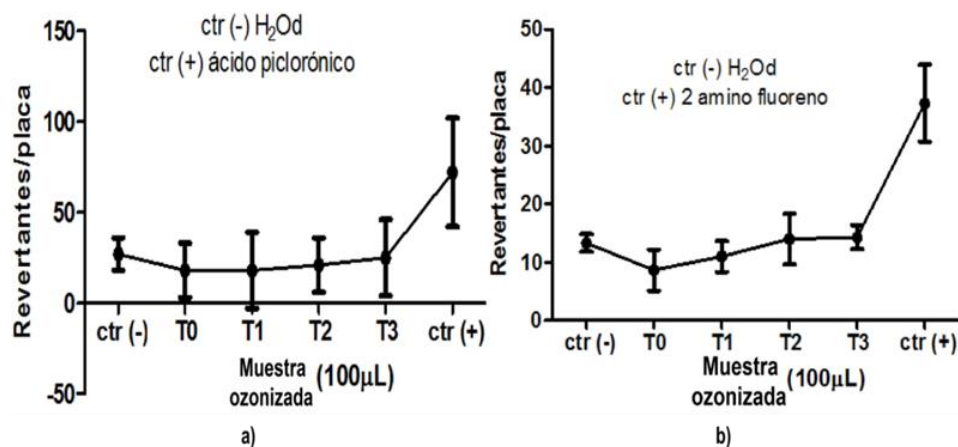 ctr (-) H₂Od
ctr (+) ácido piclorónico
Revertantes/placa
150
100
50
0
-50
ctr (-) T0 T1 T2 T3 ctr (+)
Muestra ozonizada (100µL)
a)
ctr (-) H₂Od
ctr (+) 2 amino fluoreno
Revertantes/placa
50
40
30
20
10
0
ctr (-) T0 T1 T2 T3 ctr (+)
Muestra ozonizada (100µL)
b)